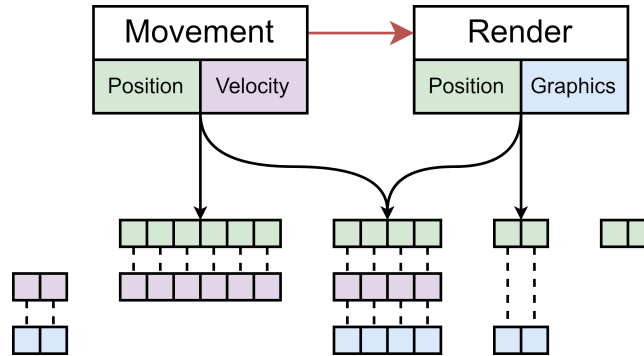 Movement
Render
Position
Velocity
Position
Graphics